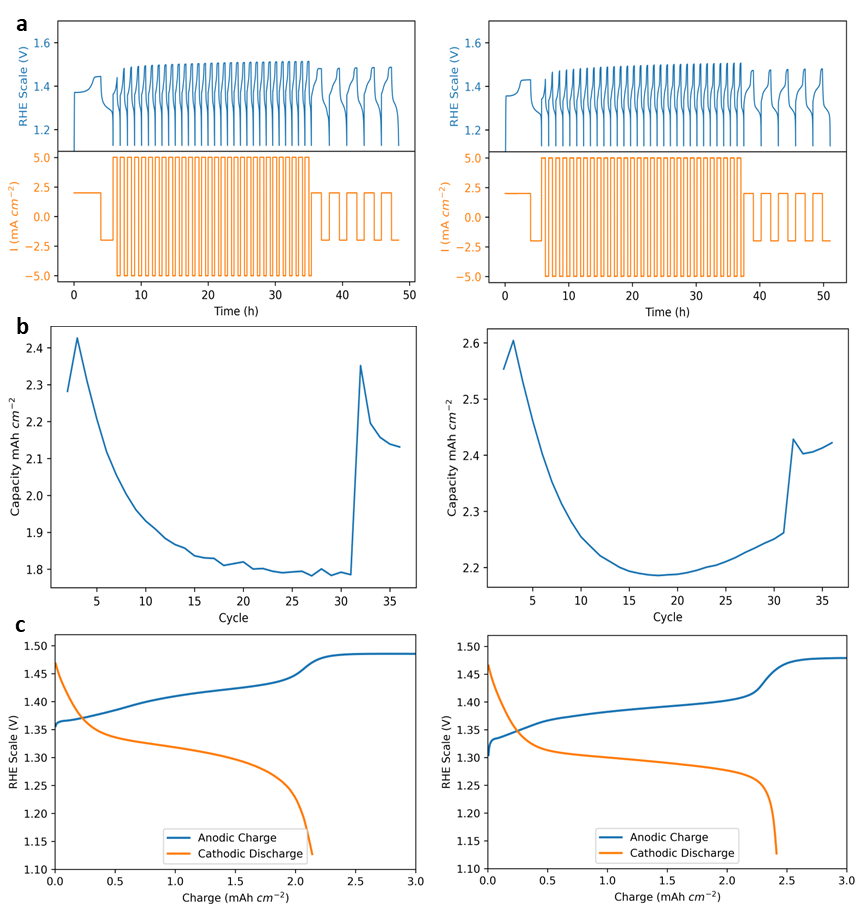 a
1.6
1.4
1.2
RHE Scale (V)
5.0
2.5
0.0
−2.5
−5.0
I (mA cm⁻²)
0 10 20 30 40 50
Time (h)
1.6
1.4
1.2
RHE Scale (V)
5.0
2.5
0.0
−2.5
−5.0
I (mA cm⁻²)
0 10 20 30 40 50
Time (h)
b
2.4
2.3
2.2
2.1
2.0
1.9
1.8
Capacity mAh cm⁻²
5 10 15 20 25 30 35
Cycle
2.6
2.5
2.4
2.3
2.2
Capacity mAh cm⁻²
5 10 15 20 25 30 35
Cycle
c
1.50
1.45
1.40
1.35
1.30
1.25
1.20
1.15
1.10
RHE Scale (V)
Anodic Charge
Cathodic Discharge
0.0 0.5 1.0 1.5 2.0 2.5 3.0
Charge (mAh cm⁻²)
1.50
1.45
1.40
1.35
1.30
1.25
1.20
1.15
1.10
RHE Scale (V)
Anodic Charge
Cathodic Discharge
0.0 0.5 1.0 1.5 2.0 2.5 3.0
Charge (mAh cm⁻²)